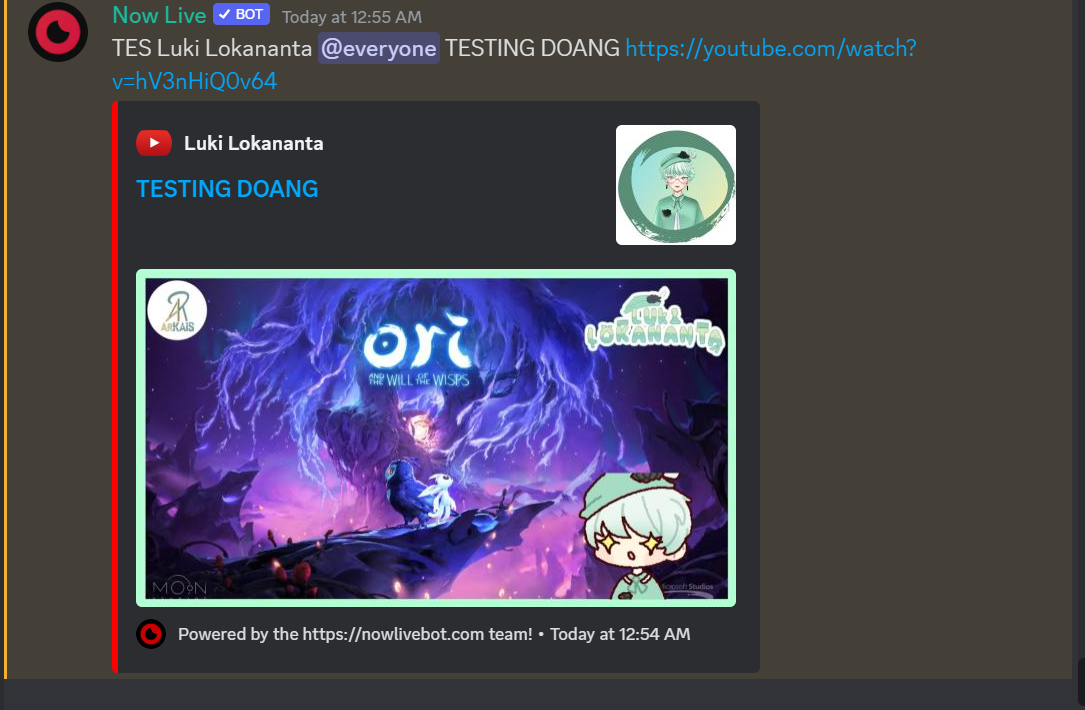 Now Live ✓ BOT Today at 12:55 AM
TES Luki Lokananta @everyone TESTING DOANG https://youtube.com/watch?
v=hV3nHiQ0v64
Luki Lokananta
TESTING DOANG
ARKAIS
LUKI
LOKANANTA
ori
AND THE WILL OF THE WISPS
MOON
Studios
Powered by the https://nowlivebot.com team! • Today at 12:54 AM